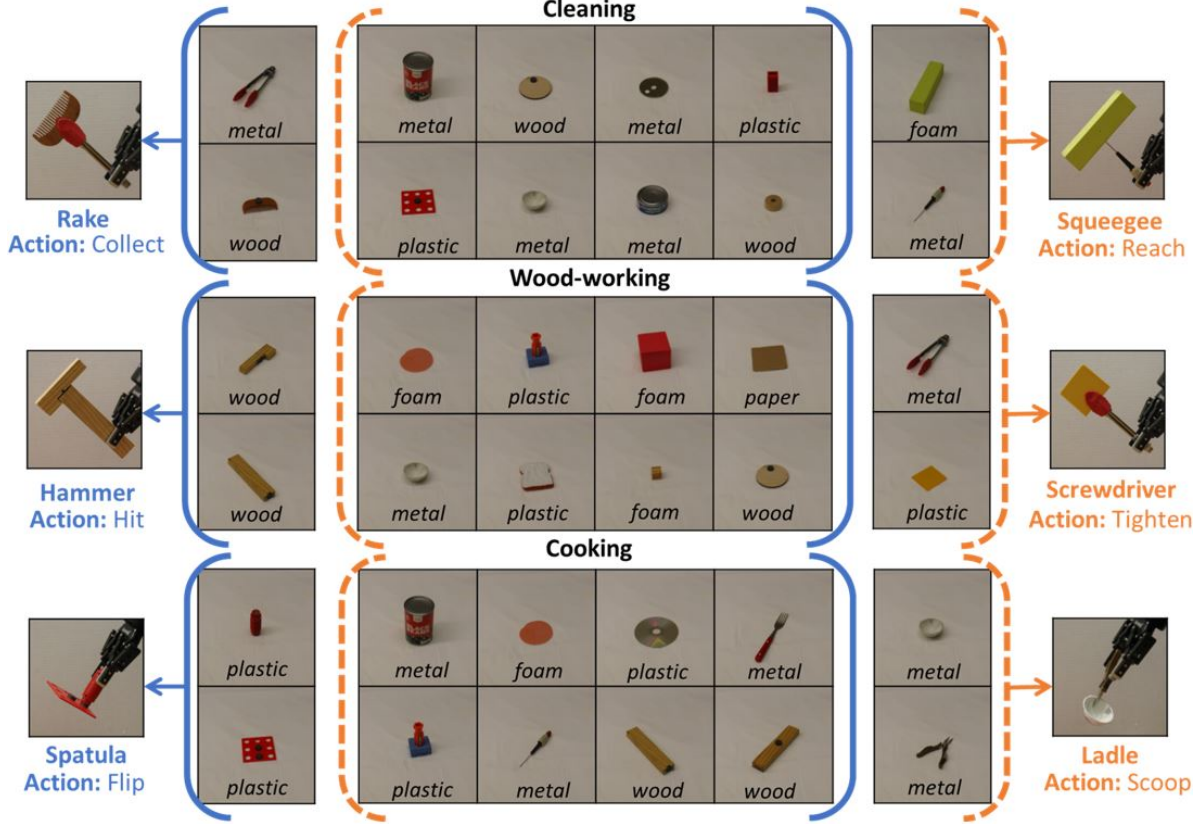 Cleaning
metal
metal
wood
metal
plastic
foam
wood
plastic
metal
metal
wood
metal
Rake
Action: Collect
Squeegee
Action: Reach
Wood-working
wood
foam
plastic
foam
paper
metal
wood
metal
plastic
foam
wood
plastic
Hammer
Action: Hit
Screwdriver
Action: Tighten
Cooking
plastic
metal
foam
plastic
metal
metal
plastic
plastic
metal
wood
wood
metal
Spatula
Action: Flip
Ladle
Action: Scoop